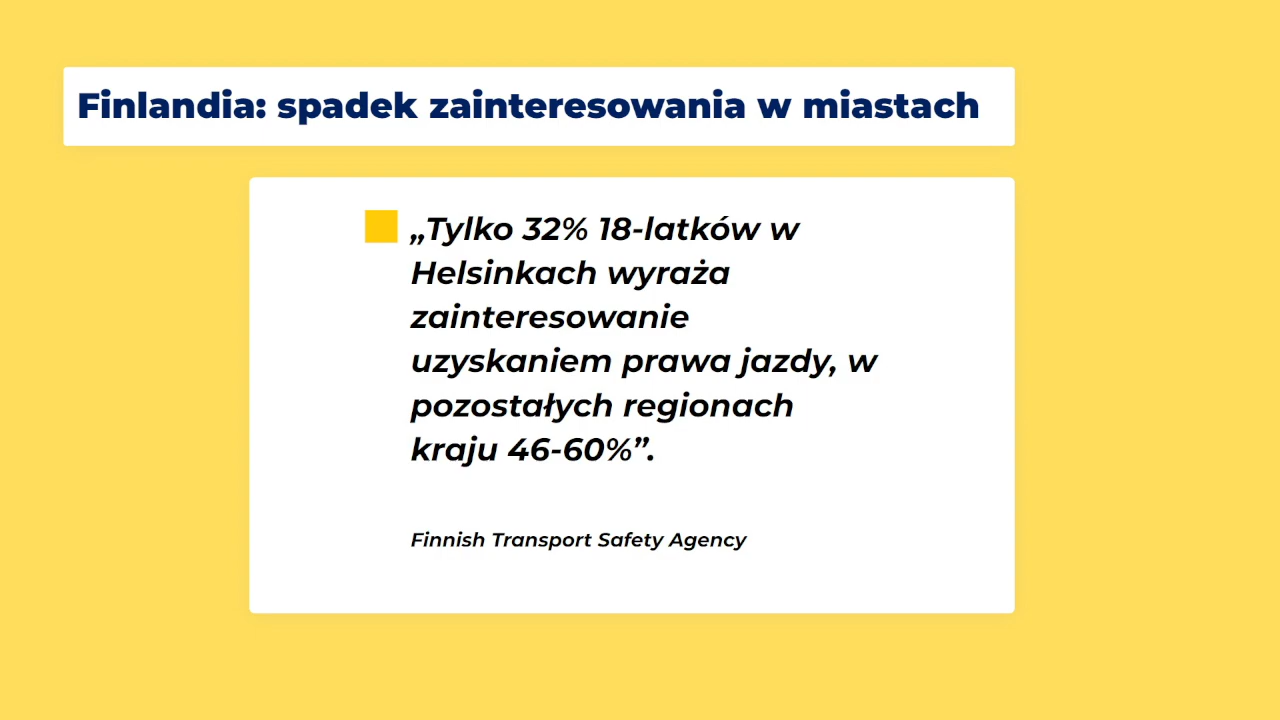 Finlandia: spadek zainteresowania w miastach
„Tylko 32% 18-latków w
Helsinkach wyraża
zainteresowanie
uzyskaniem prawa jazdy, w
pozostałych regionach
kraju 46-60%”.
Finnish Transport Safety Agency